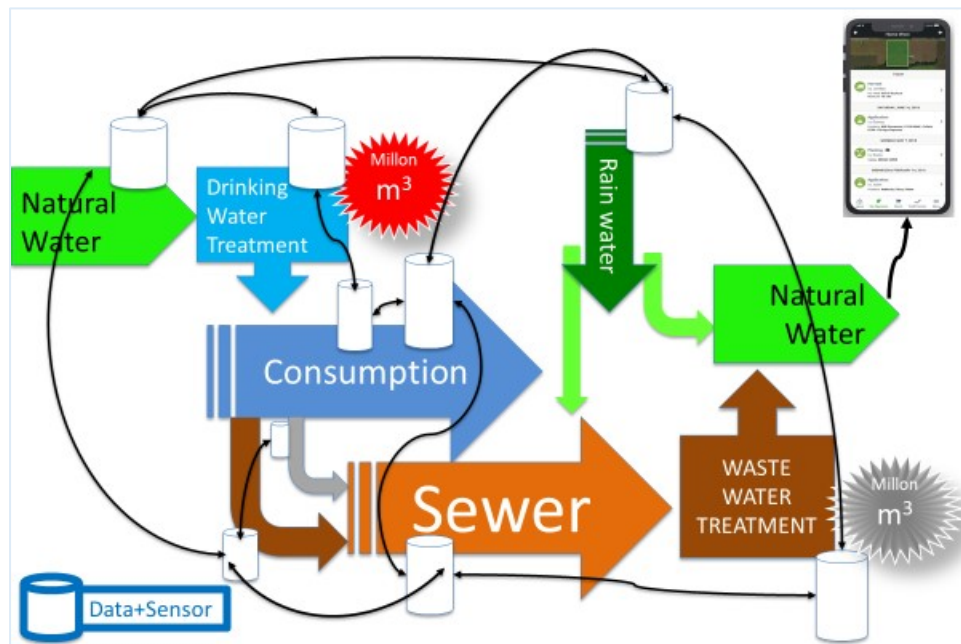 Natural
Water
Drinking
Water
Treatment
Millon
m³
Rain water
Natural
Water
Consumption
Sewer
WASTE
WATER
TREATMENT
Millon
m³
Data+Sensor